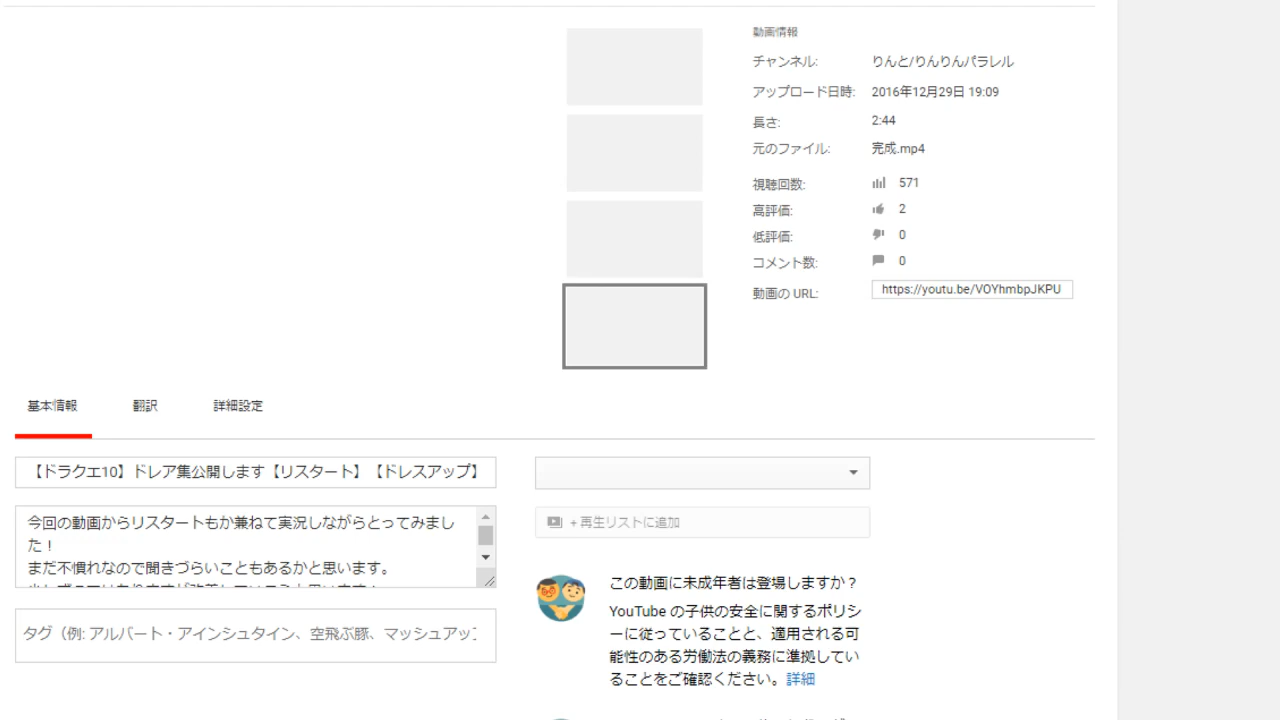 動画情報
チャンネル: りんと/りんりんパラレル
アップロード日時: 2016年12月29日 19:09
長さ: 2:44
元のファイル: 完成.mp4
視聴回数: 571
高評価: 2
低評価: 0
コメント数: 0
動画の URL: https://youtu.be/VOYhmbpJKPU
基本情報 翻訳 詳細設定
【ドラクエ10】ドレア集公開します【リスタート】【ドレスアップ】
今回の動画からリスタートもか兼ねて実況しながらとってみまし
た！
まだ不慣れなので聞きづらいこともあるかと思います。
タグ（例: アルバート・アインシュタイン、空飛ぶ豚、マッシュアッ
+ 再生リストに追加
この動画に未成年者は登場しますか？
YouTube の子供の安全に関するポリシ
ーに従っていることと、適用される可
能性のある労働法の義務に準拠してい
ることをご確認ください。詳細